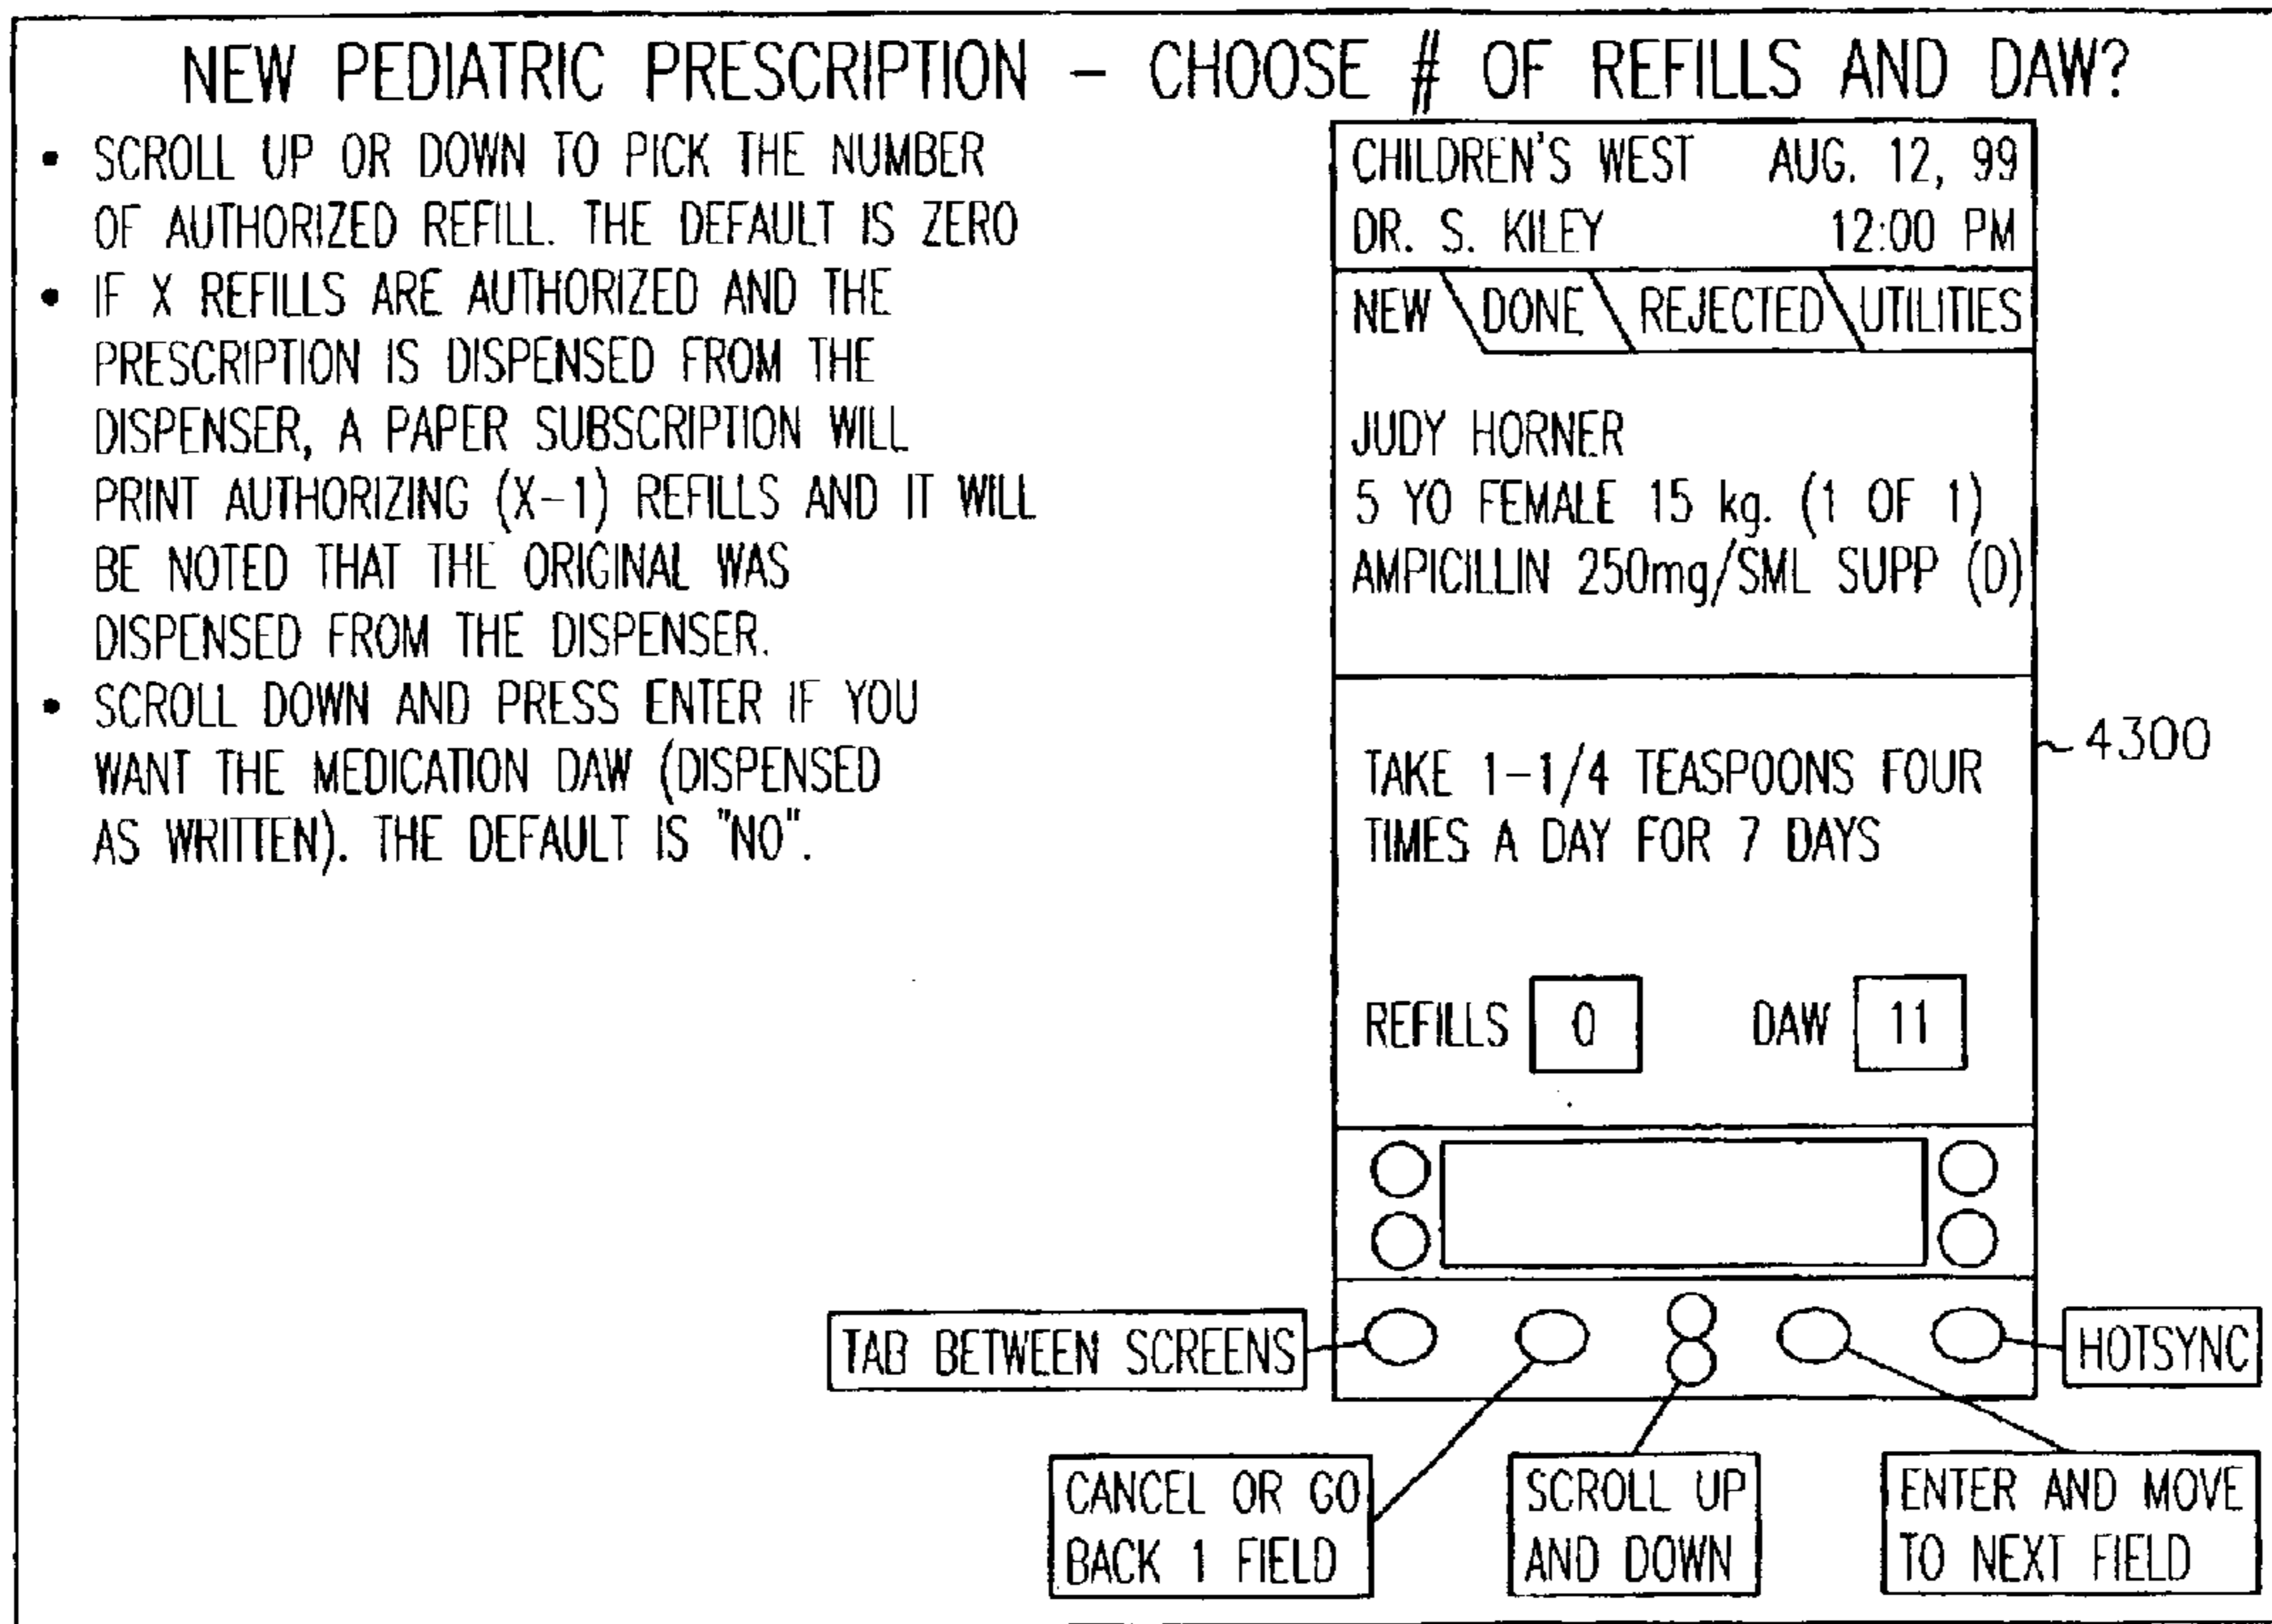 NEW PEDIATRIC PRESCRIPTION – CHOOSE # OF REFILLS AND DAW?
• SCROLL UP OR DOWN TO PICK THE NUMBER
OF AUTHORIZED REFILL. THE DEFAULT IS ZERO
• IF X REFILLS ARE AUTHORIZED AND THE
PRESCRIPTION IS DISPENSED FROM THE
DISPENSER, A PAPER SUBSCRIPTION WILL
PRINT AUTHORIZING (X-1) REFILLS AND IT WILL
BE NOTED THAT THE ORIGINAL WAS
DISPENSED FROM THE DISPENSER.
• SCROLL DOWN AND PRESS ENTER IF YOU
WANT THE MEDICATION DAW (DISPENSED
AS WRITTEN). THE DEFAULT IS "NO".
CHILDREN'S WEST AUG. 12, 99
DR. S. KILEY 12:00 PM
NEW DONE REJECTED UTILITIES
JUDY HORNER
5 YO FEMALE 15 kg. (1 OF 1)
AMPICILLIN 250mg/SML SUPP (D)
4300
TAKE 1-1/4 TEASPOONS FOUR
TIMES A DAY FOR 7 DAYS
REFILLS 0 DAW 11
TAB BETWEEN SCREENS
HOTSYNC
CANCEL OR GO
BACK 1 FIELD
SCROLL UP
AND DOWN
ENTER AND MOVE
TO NEXT FIELD